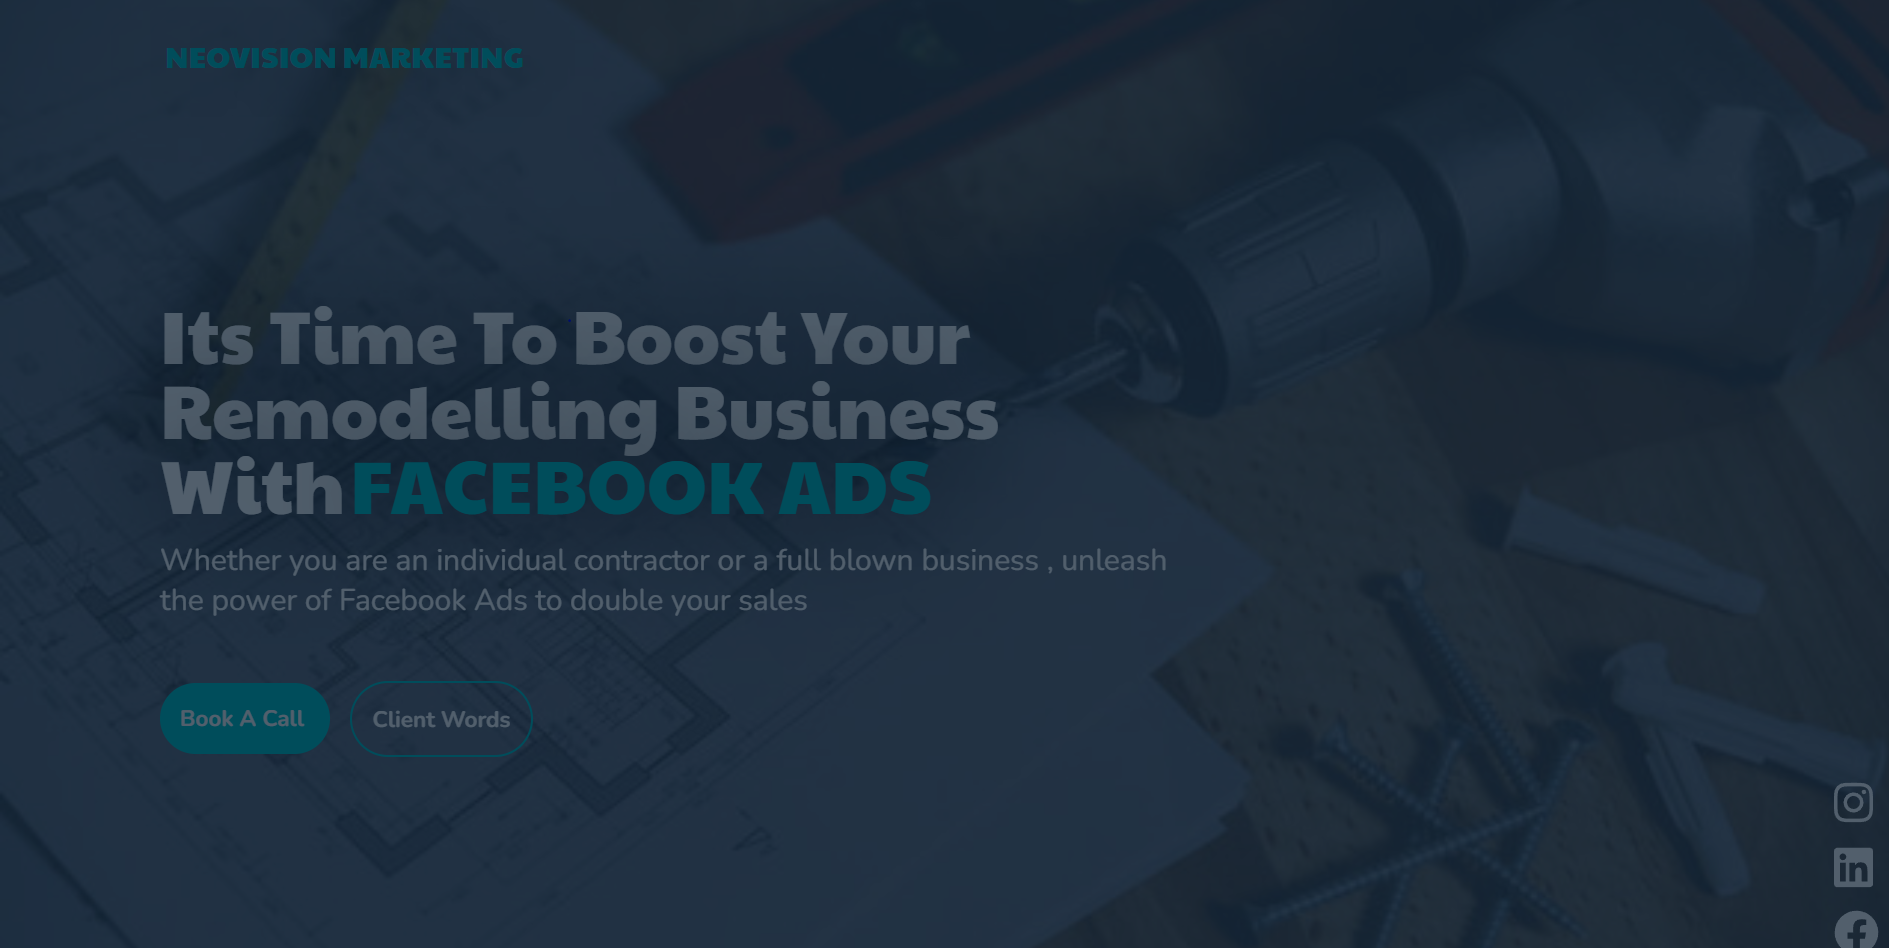 NEOVISION MARKETING
Its Time To Boost Your
Remodelling Business
With FACEBOOK ADS
Whether you are an individual contractor or a full blown business , unleash
the power of Facebook Ads to double your sales
Book A Call
Client Words